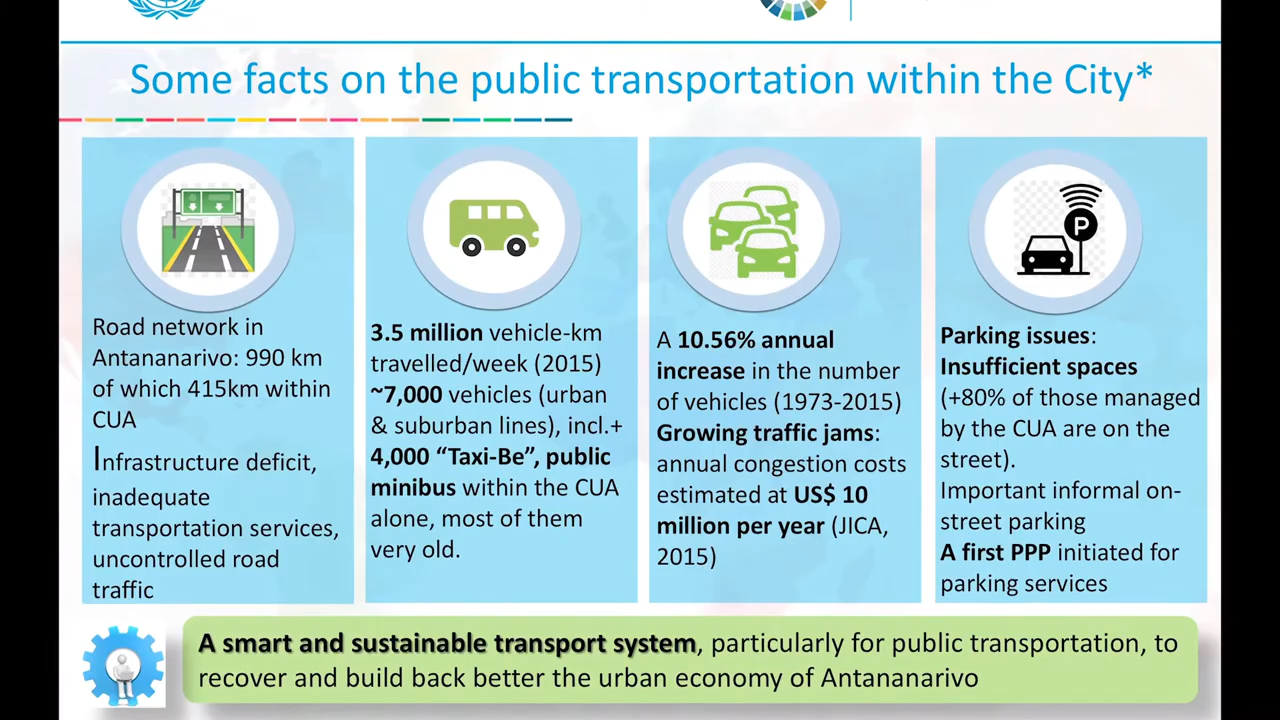 Some facts on the public transportation within the City*
Road network in
Antananarivo: 990 km
of which 415km within
CUA
Infrastructure deficit,
inadequate
transportation services,
uncontrolled road
traffic
3.5 million vehicle-km
travelled/week (2015)
~7,000 vehicles (urban
& suburban lines), incl.+
4,000 “Taxi-Be”, public
minibus within the CUA
alone, most of them
very old.
A 10.56% annual
increase in the number
of vehicles (1973-2015)
Growing traffic jams:
annual congestion costs
estimated at US$ 10
million per year (JICA,
2015)
P
Parking issues:
Insufficient spaces
(+80% of those managed
by the CUA are on the
street).
Important informal on-
street parking
A first PPP initiated for
parking services
A smart and sustainable transport system, particularly for public transportation, to
recover and build back better the urban economy of Antananarivo